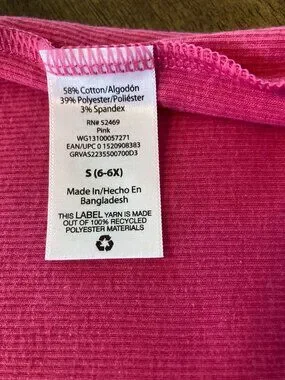 58% Cotton/Algodón
39% Polyester/Poliéster
3% Spandex
RN# 52469
Pink
WG13100057271
EAN/UPC 0 1520908383
GRVAS2235500700D3
S (6-6X)
Made In/Hecho En
Bangladesh
THIS LABEL YARN IS MADE
OUT OF 100% RECYCLED
POLYESTER MATERIALS